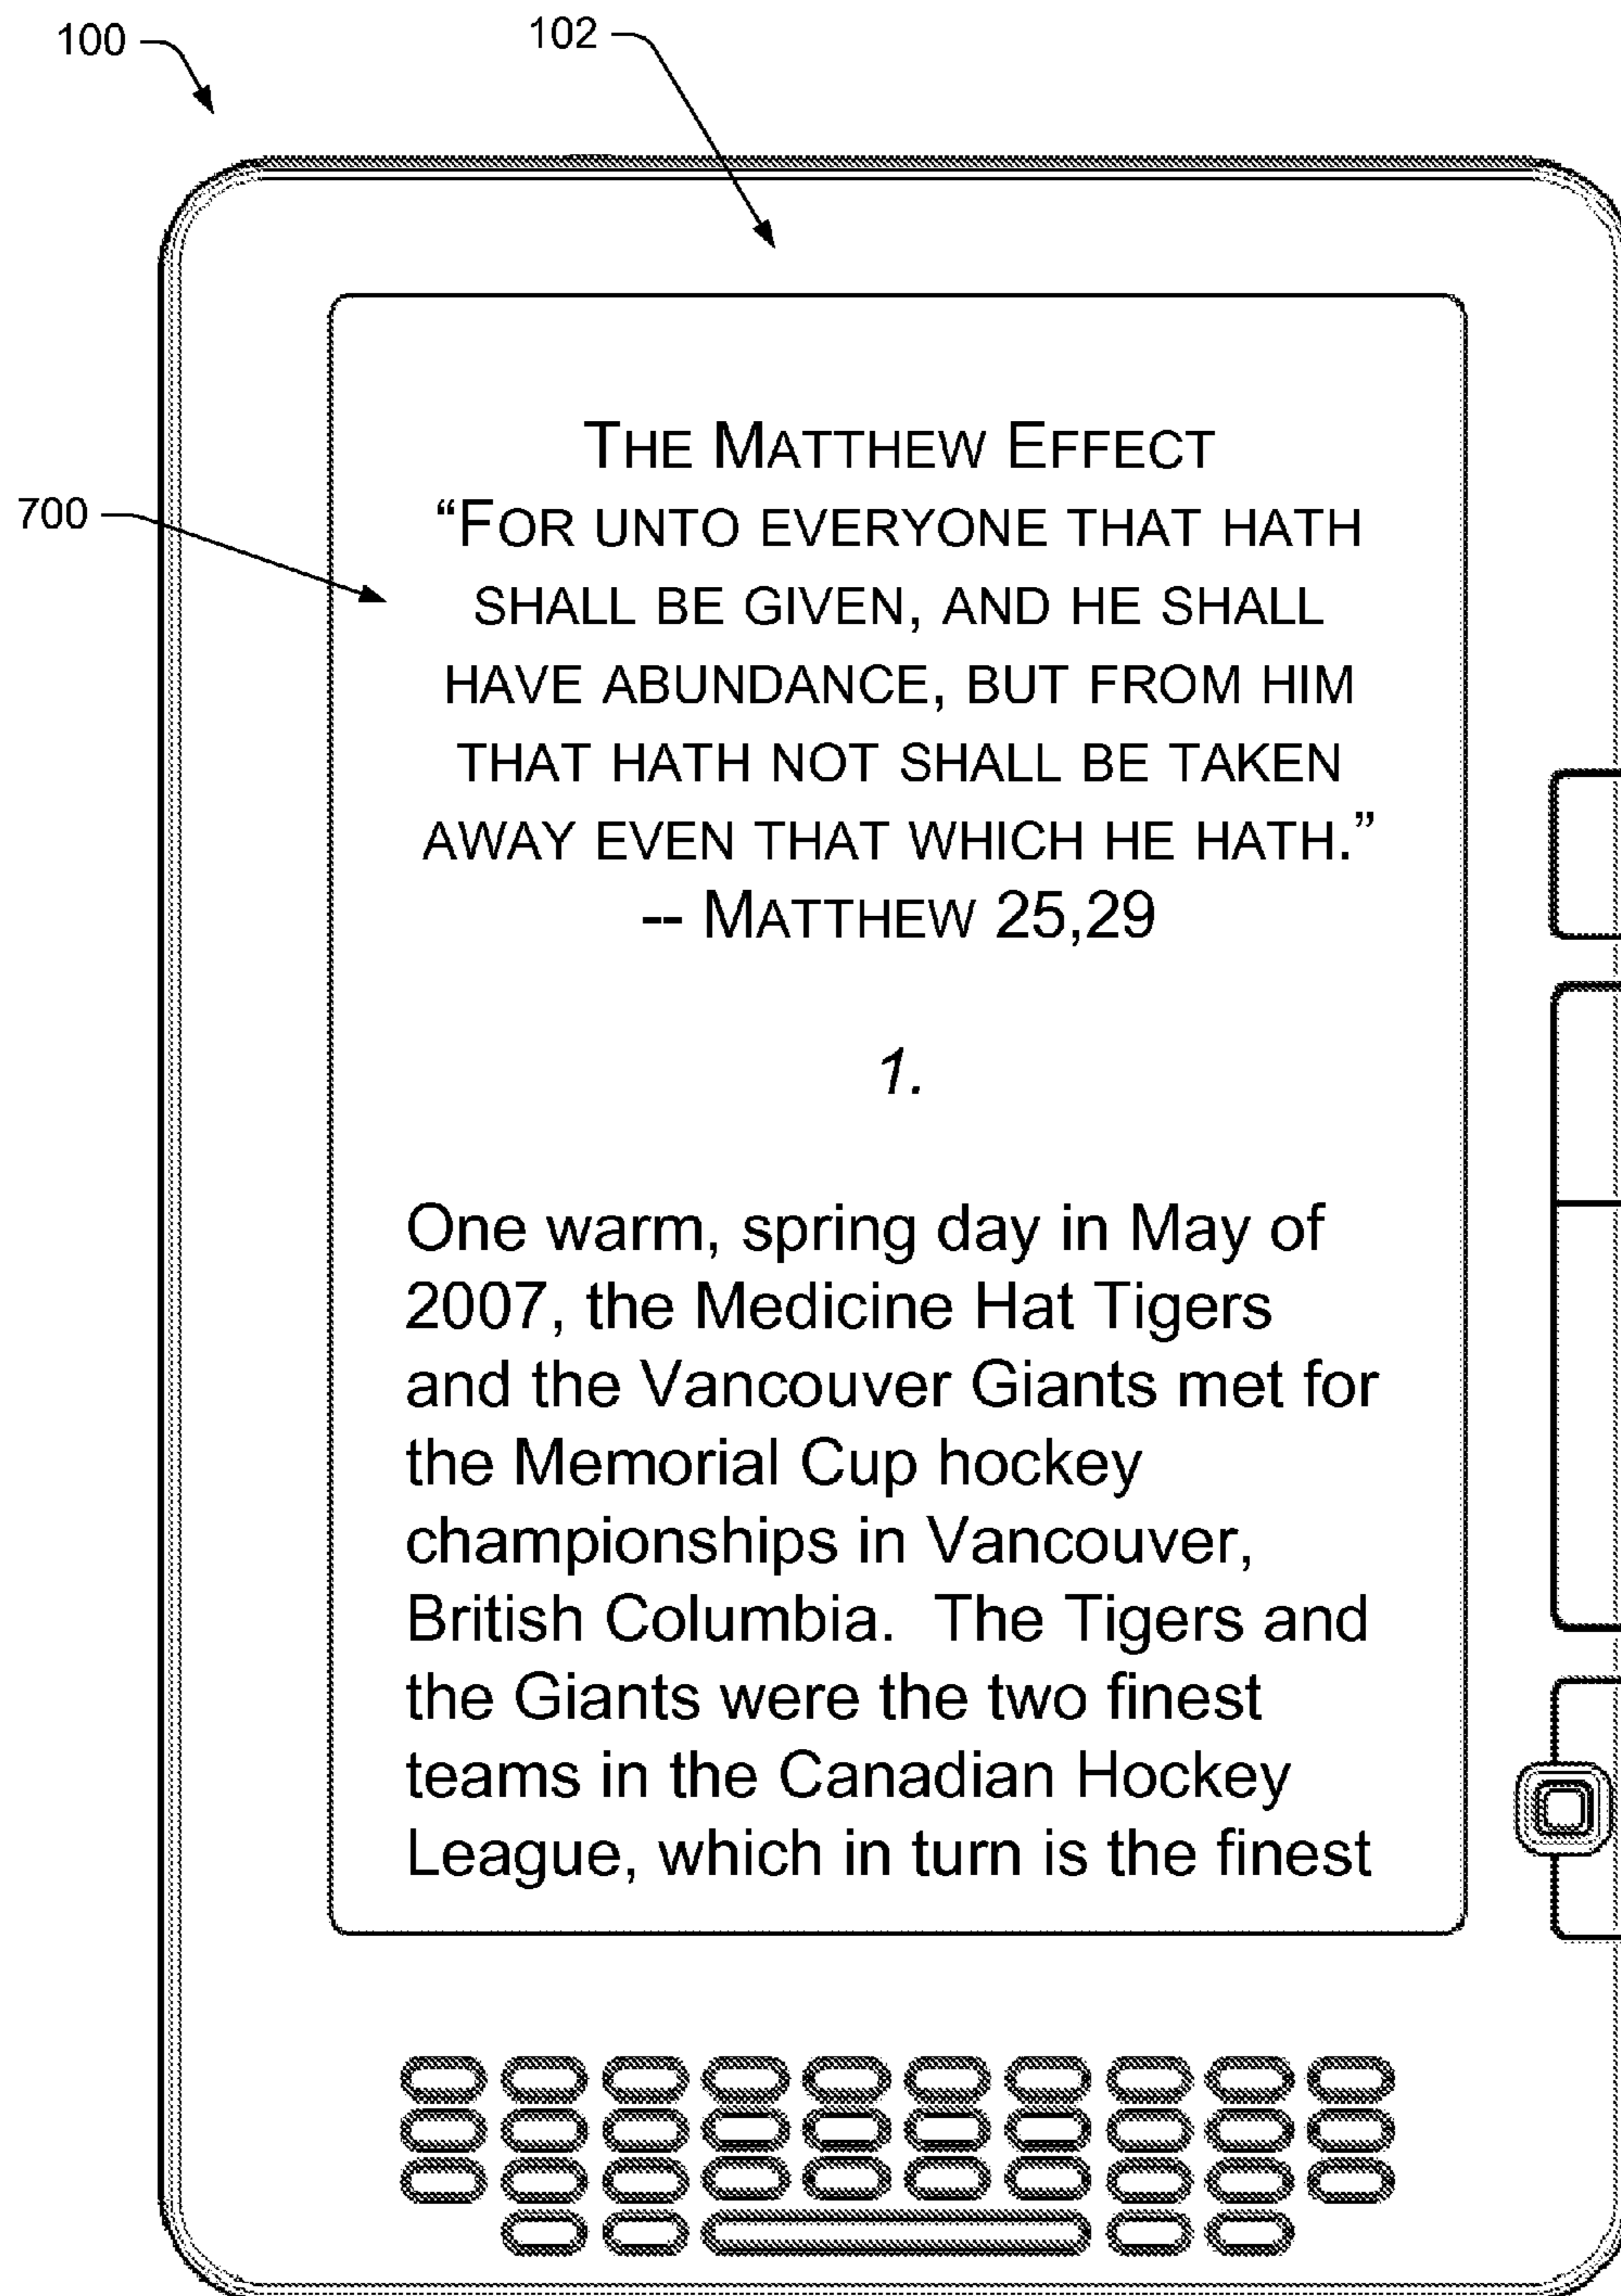 100
102
700
THE MATTHEW EFFECT
“FOR UNTO EVERYONE THAT HATH
SHALL BE GIVEN, AND HE SHALL
HAVE ABUNDANCE, BUT FROM HIM
THAT HATH NOT SHALL BE TAKEN
AWAY EVEN THAT WHICH HE HATH.”
-- MATTHEW 25,29
1.
One warm, spring day in May of
2007, the Medicine Hat Tigers
and the Vancouver Giants met for
the Memorial Cup hockey
championships in Vancouver,
British Columbia.  The Tigers and
the Giants were the two finest
teams in the Canadian Hockey
League, which in turn is the finest